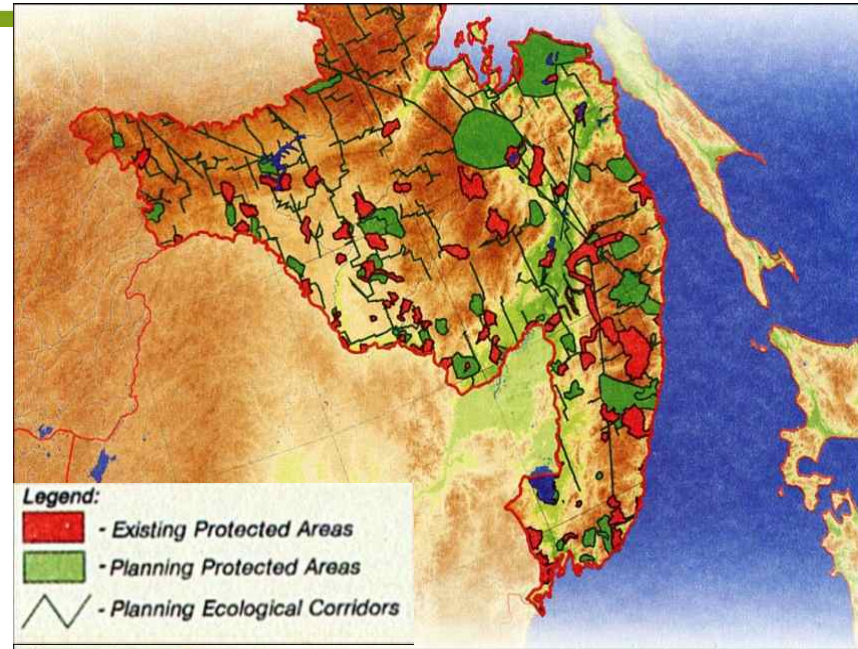 Legend:
- Existing Protected Areas
- Planning Protected Areas
- Planning Ecological Corridors